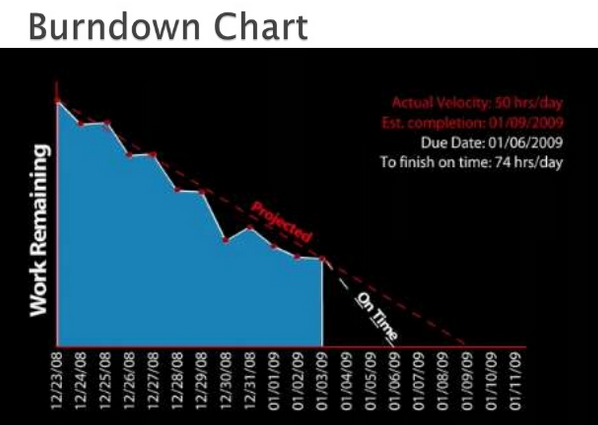 Burndown Chart
Actual Velocity: 50 hrs/day
Est. completion: 01/09/2009
Due Date: 01/06/2009
To finish on time: 74 hrs/day
Work Remaining
Projected
On Time
12/23/08
12/24/08
12/25/08
12/26/08
12/27/08
12/28/08
12/29/08
12/30/08
12/31/08
01/01/09
01/02/09
01/03/09
01/04/09
01/05/09
01/06/09
01/07/09
01/08/09
01/09/09
01/10/09
01/11/09